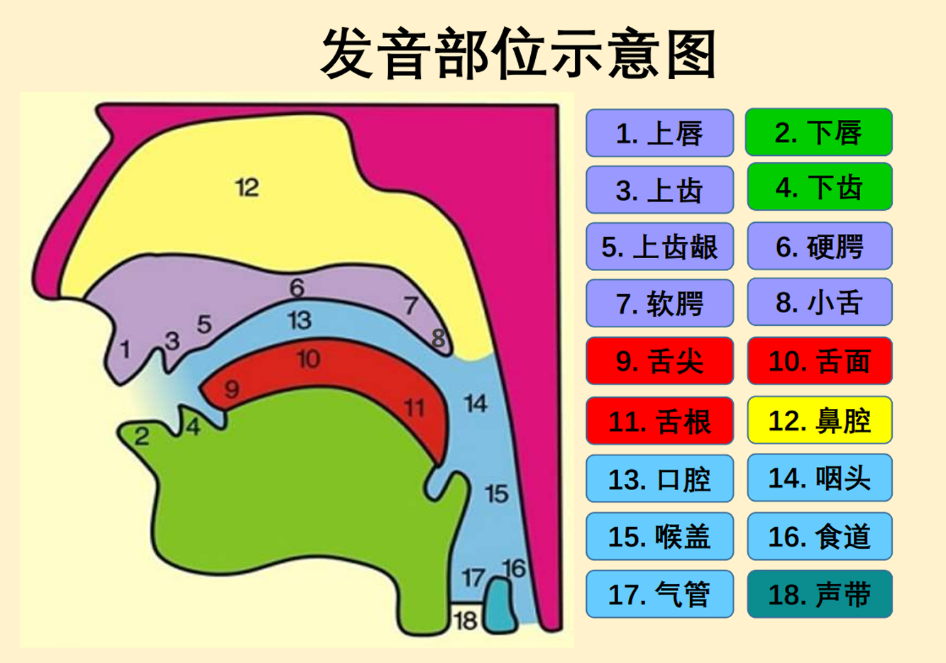 发音部位示意图
12
6
7
5
13
3
8
1
10
9
11
14
4
2
15
16
17
18
1. 上唇
2. 下唇
3. 上齿
4. 下齿
5. 上齿龈
6. 硬腭
7. 软腭
8. 小舌
9. 舌尖
10. 舌面
11. 舌根
12. 鼻腔
13. 口腔
14. 咽头
15. 喉盖
16. 食道
17. 气管
18. 声带